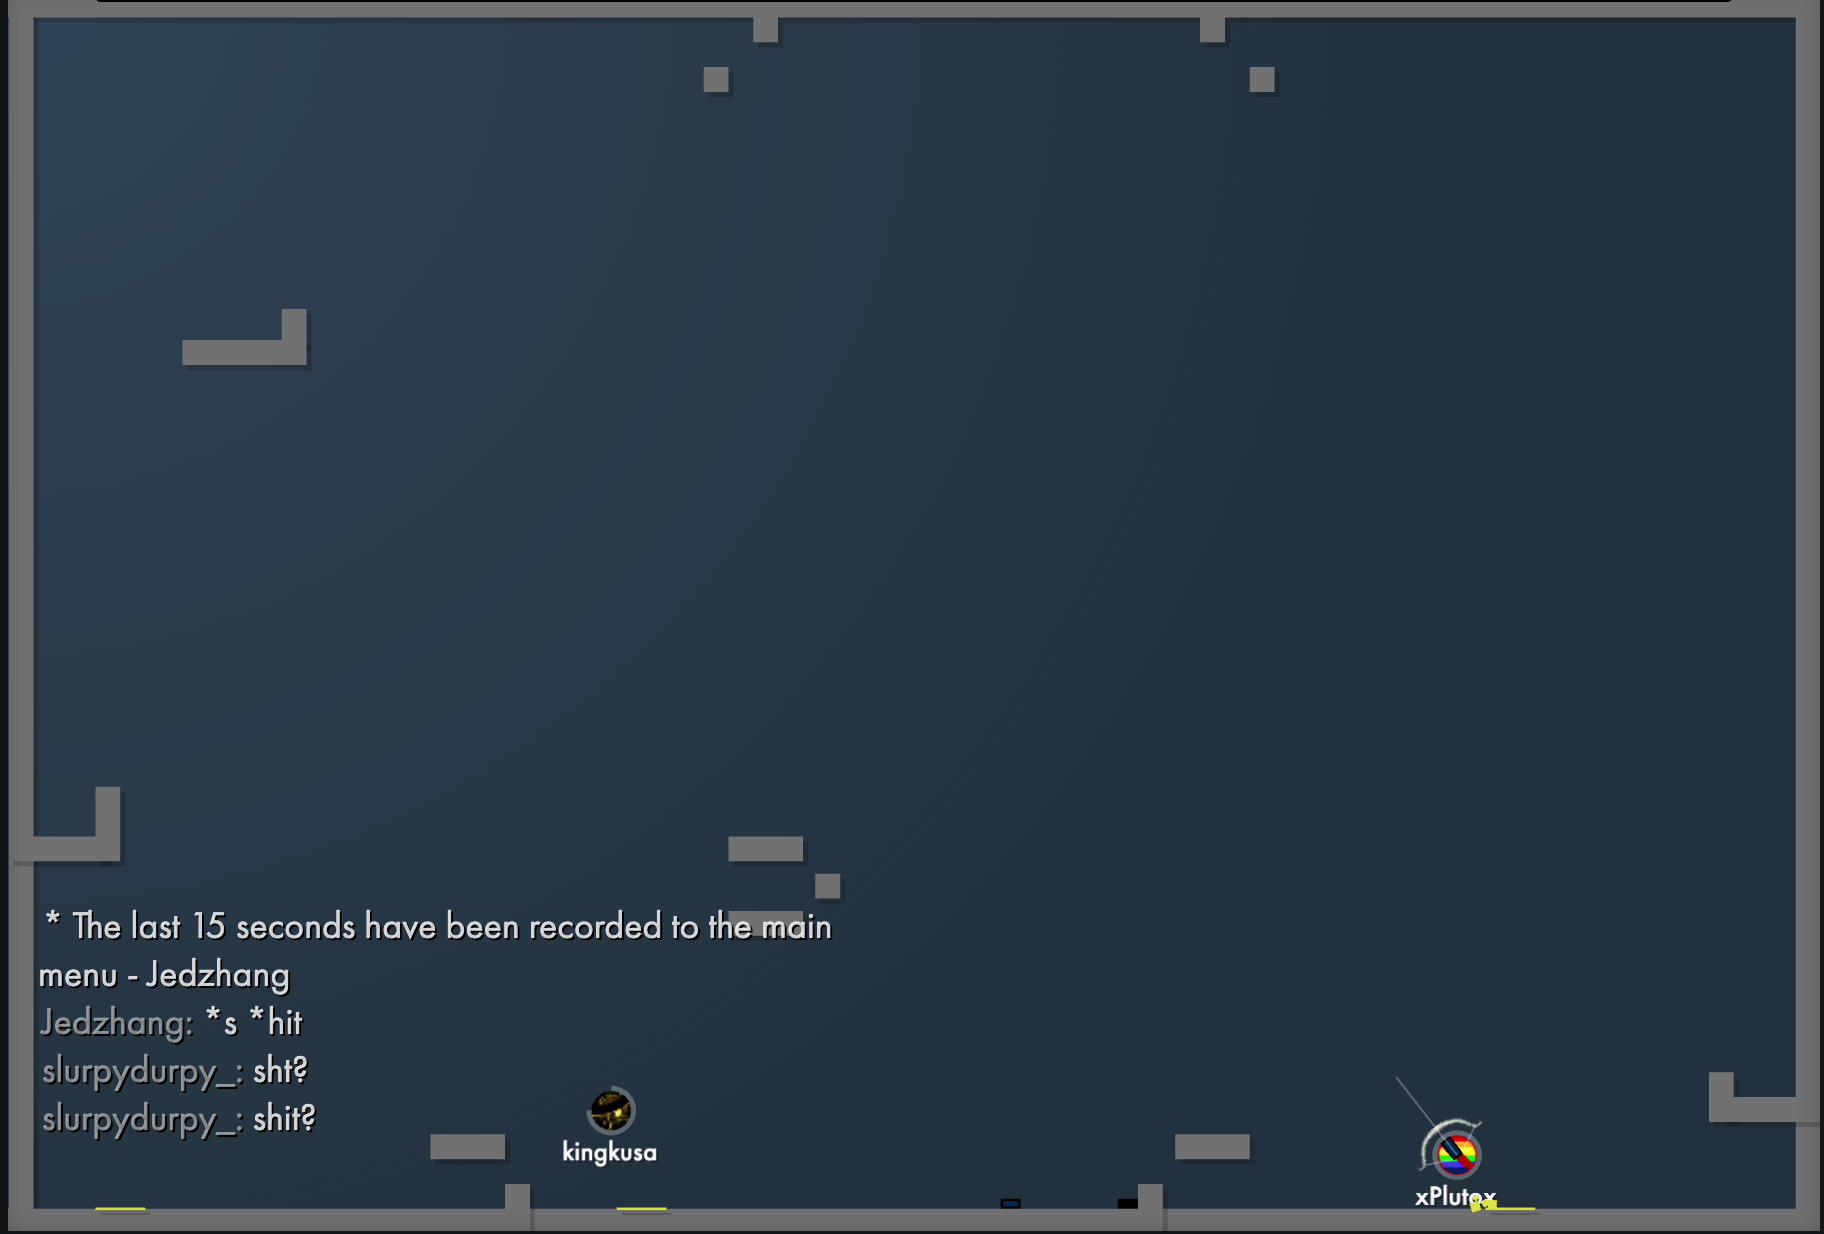 * The last 15 seconds have been recorded to the main
menu - Jedzhang
Jedzhang: *s *hit
slurpydurpy_: sht?
slurpydurpy_: shit?
kingkusa
xPlutox